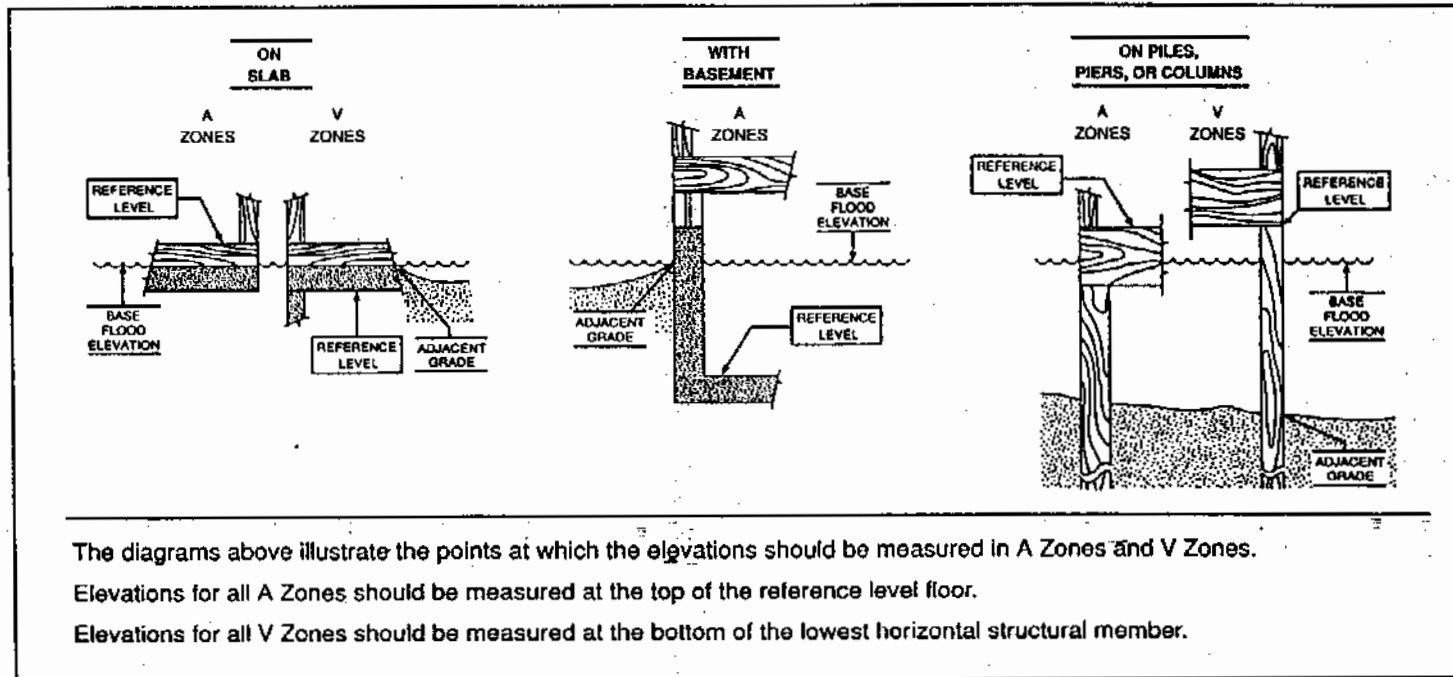 ON
SLAB
A
ZONES
V
ZONES
REFERENCE
LEVEL
BASE
FLOOD
ELEVATION
REFERENCE
LEVEL
ADJACENT
GRADE
WITH
BASEMENT
A
ZONES
BASE
FLOOD
ELEVATION
ADJACENT
GRADE
REFERENCE
LEVEL
ON PILES,
PIERS, OR COLUMNS
A
ZONES
V
ZONES
REFERENCE
LEVEL
REFERENCE
LEVEL
BASE
FLOOD
ELEVATION
ADJACENT
GRADE
The diagrams above illustrate the points at which the elevations should be measured in A Zones and V Zones.
Elevations for all A Zones should be measured at the top of the reference level floor.
Elevations for all V Zones should be measured at the bottom of the lowest horizontal structural member.